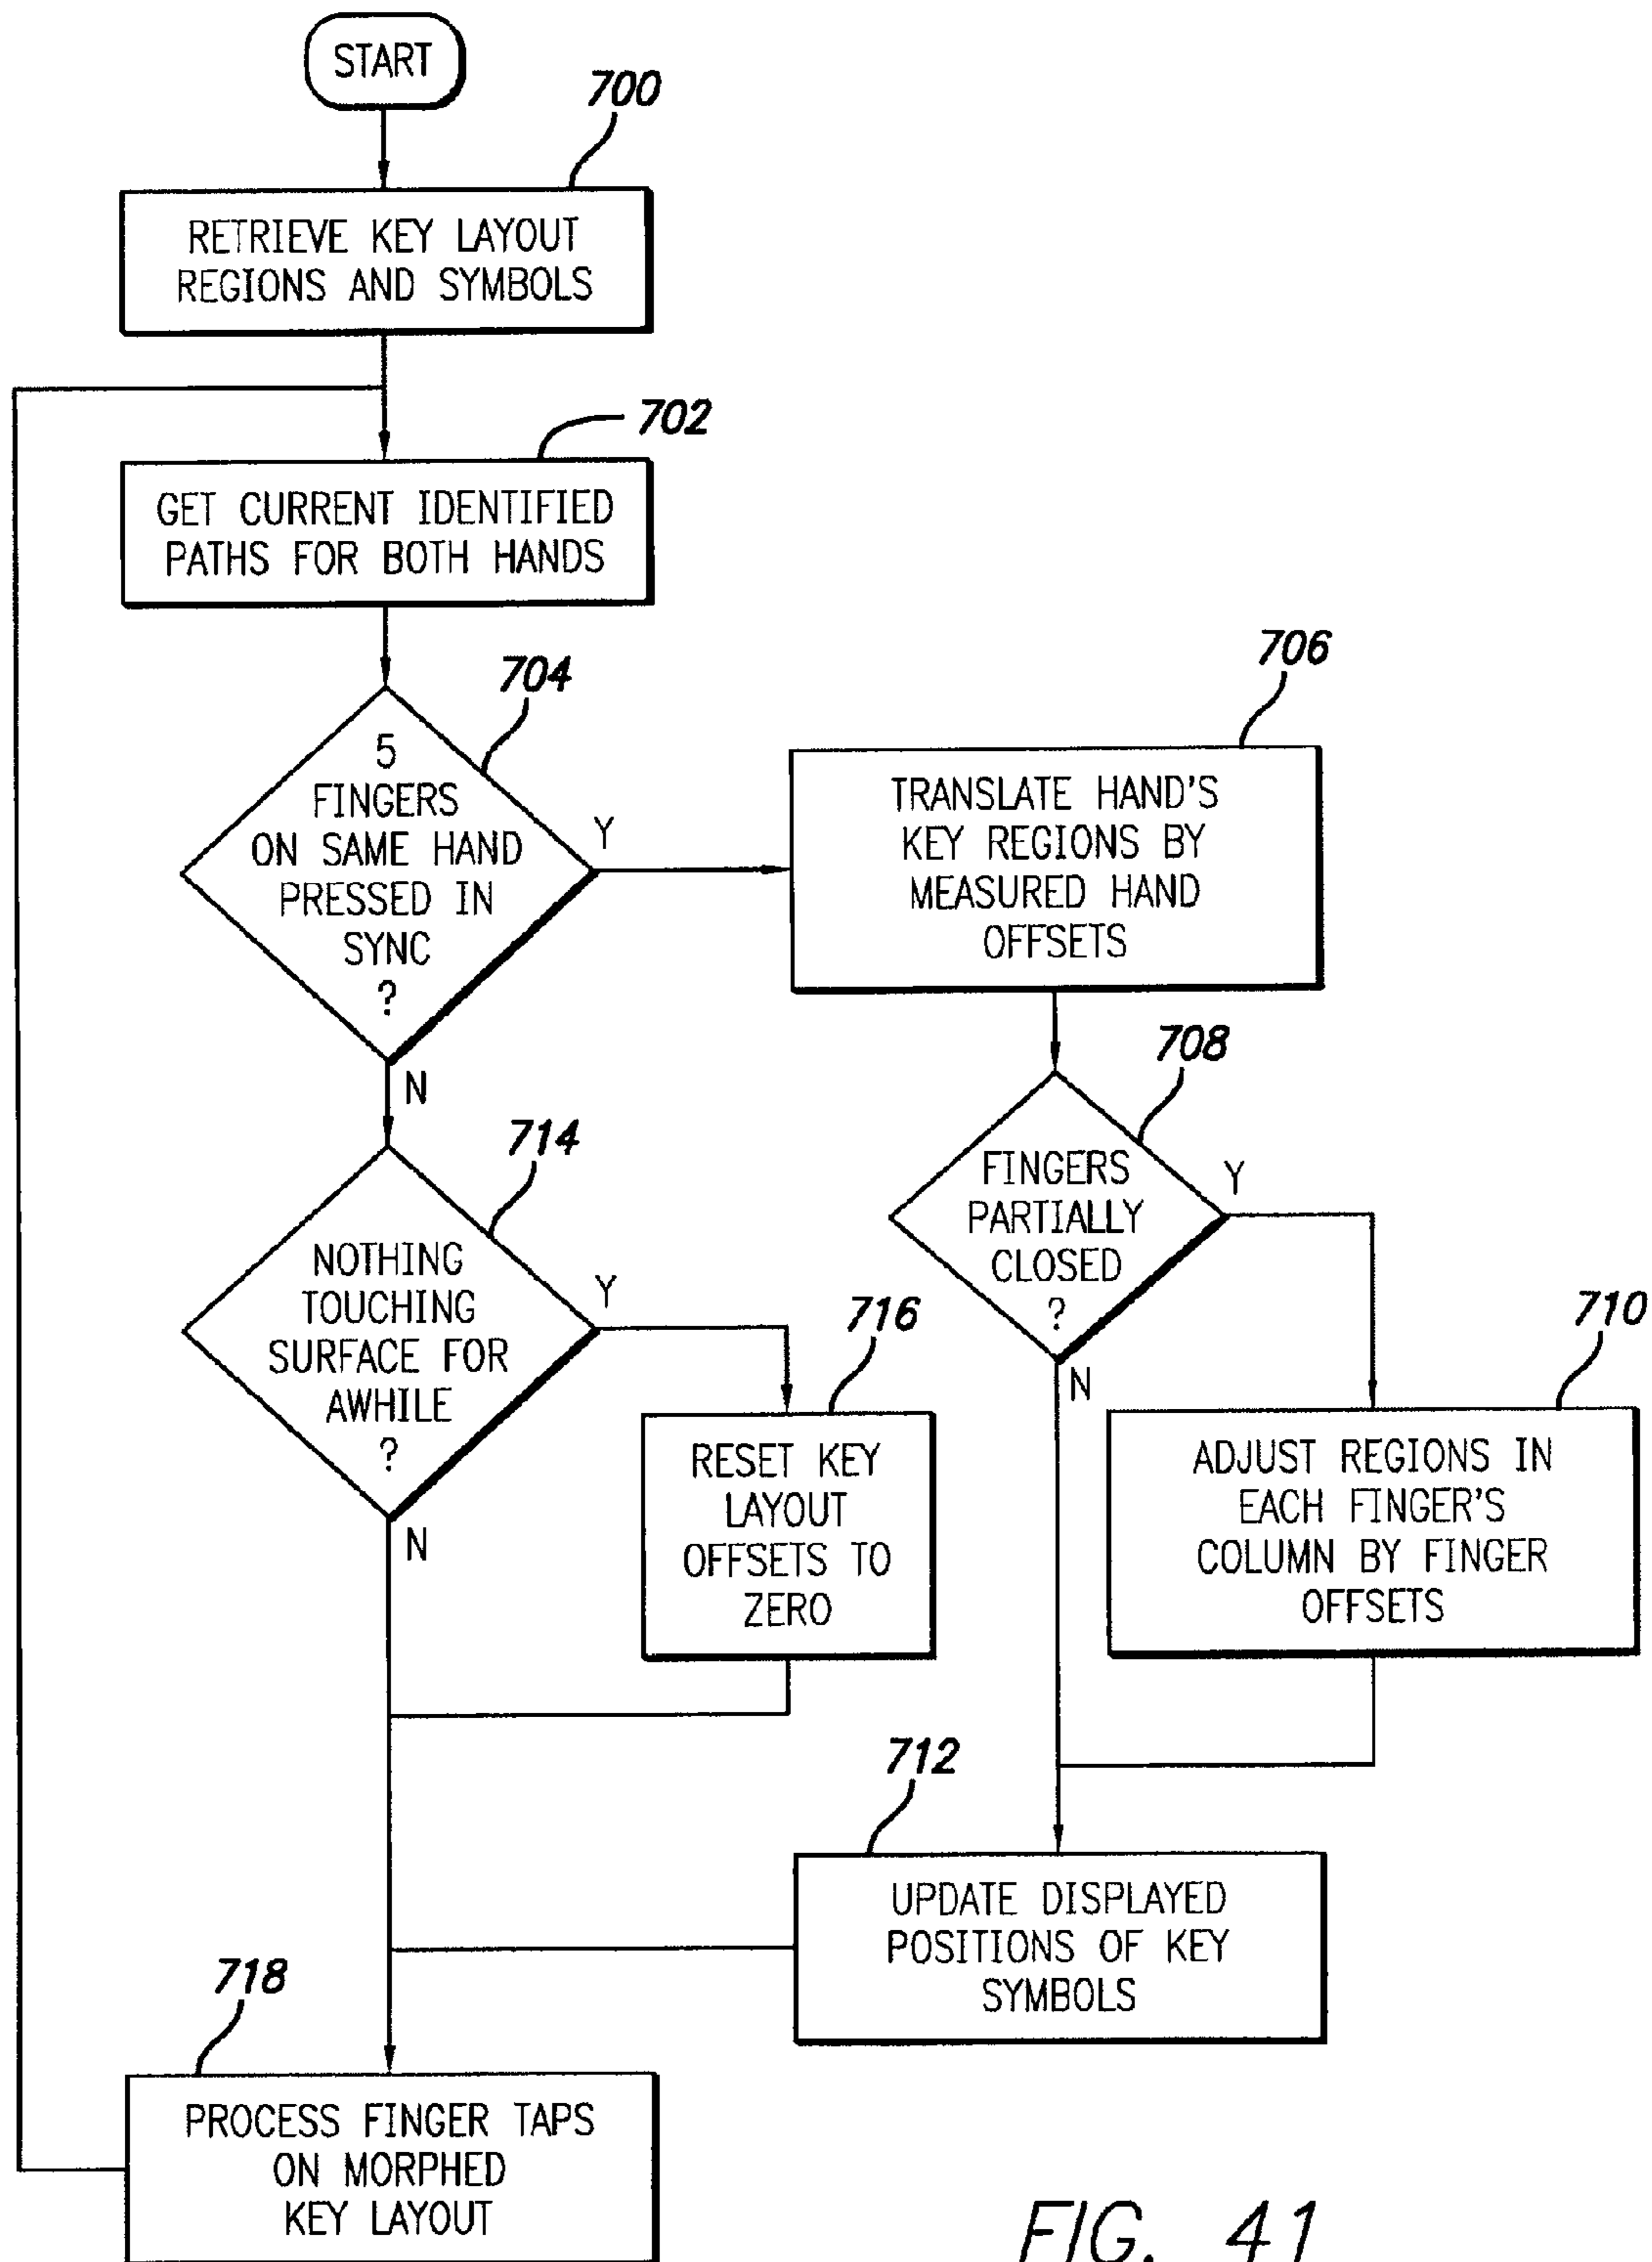 START
700
RETRIEVE KEY LAYOUT
REGIONS AND SYMBOLS
702
GET CURRENT IDENTIFIED
PATHS FOR BOTH HANDS
704
5
FINGERS
ON SAME HAND
PRESSED IN
SYNC
?
Y
N
706
TRANSLATE HAND'S
KEY REGIONS BY
MEASURED HAND
OFFSETS
708
FINGERS
PARTIALLY
CLOSED
?
Y
N
710
ADJUST REGIONS IN
EACH FINGER'S
COLUMN BY FINGER
OFFSETS
714
NOTHING
TOUCHING
SURFACE FOR
AWHILE
?
Y
N
716
RESET KEY
LAYOUT
OFFSETS TO
ZERO
712
UPDATE DISPLAYED
POSITIONS OF KEY
SYMBOLS
718
PROCESS FINGER TAPS
ON MORPHED
KEY LAYOUT
FIG. 41